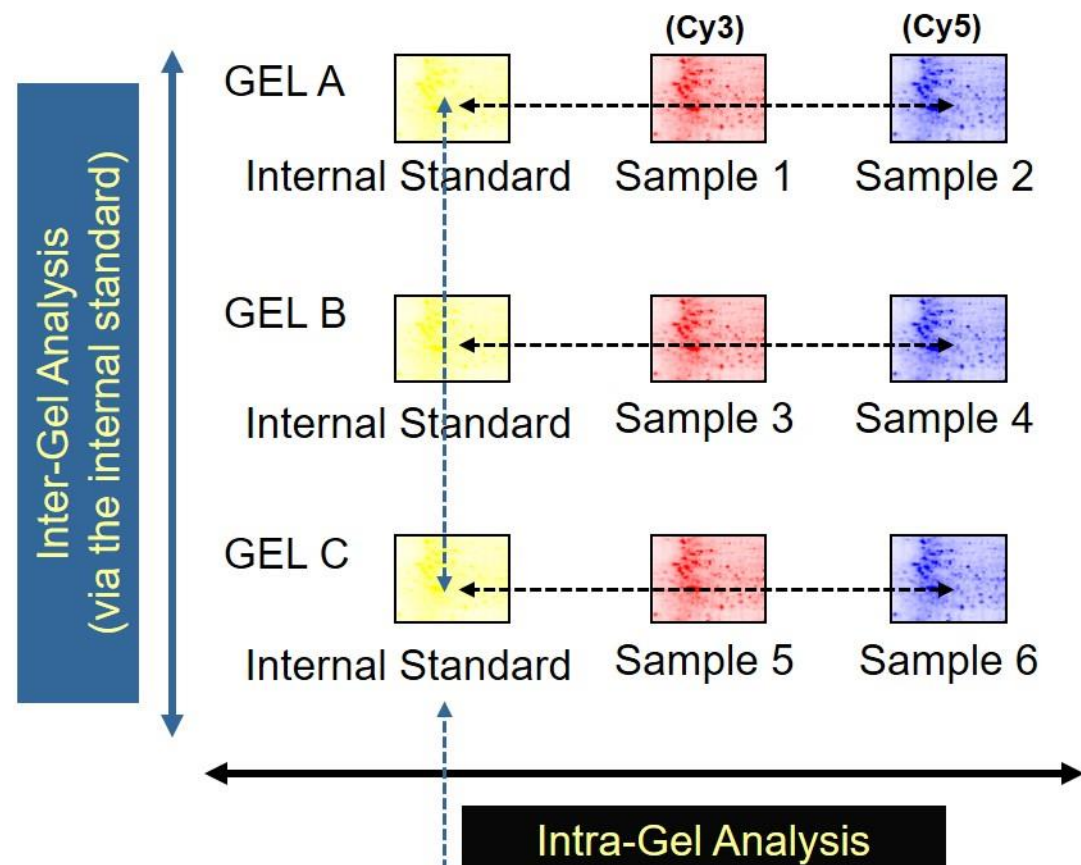 (Cy3) (Cy5)
GEL A
Internal Standard Sample 1 Sample 2
GEL B
Internal Standard Sample 3 Sample 4
GEL C
Internal Standard Sample 5 Sample 6
Inter-Gel Analysis
(via the internal standard)
Intra-Gel Analysis